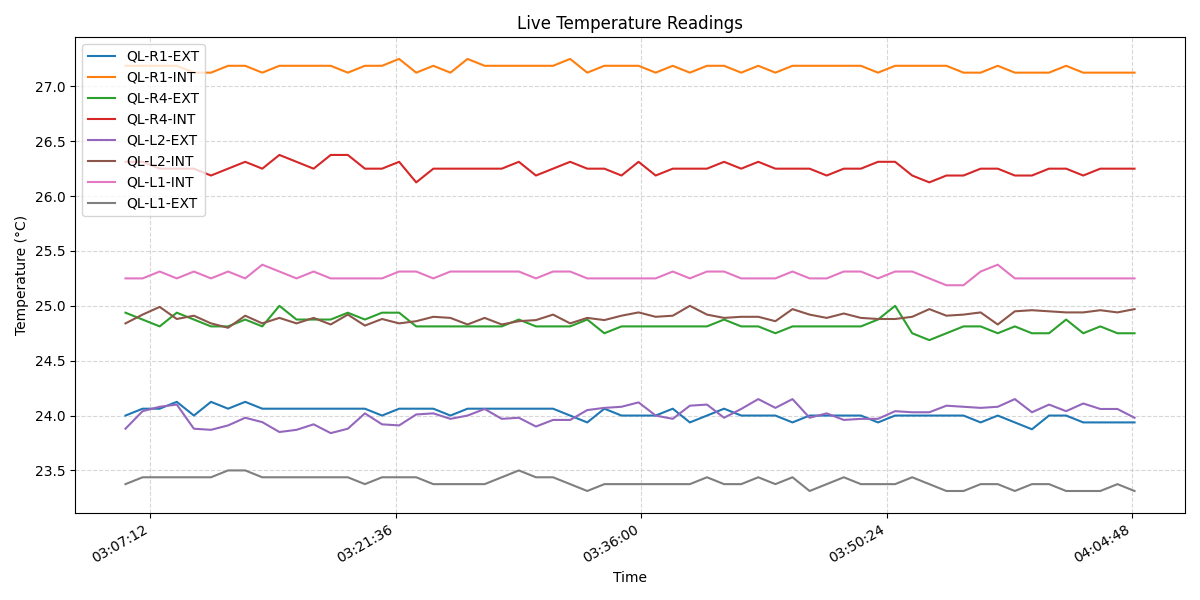 Live Temperature Readings
QL-R1-EXT
QL-R1-INT
QL-R4-EXT
QL-R4-INT
QL-L2-EXT
QL-L2-INT
QL-L1-INT
QL-L1-EXT
Temperature (°C)
27.0
26.5
26.0
25.5
25.0
24.5
24.0
23.5
03:07:12
03:21:36
03:36:00
03:50:24
04:04:48
Time